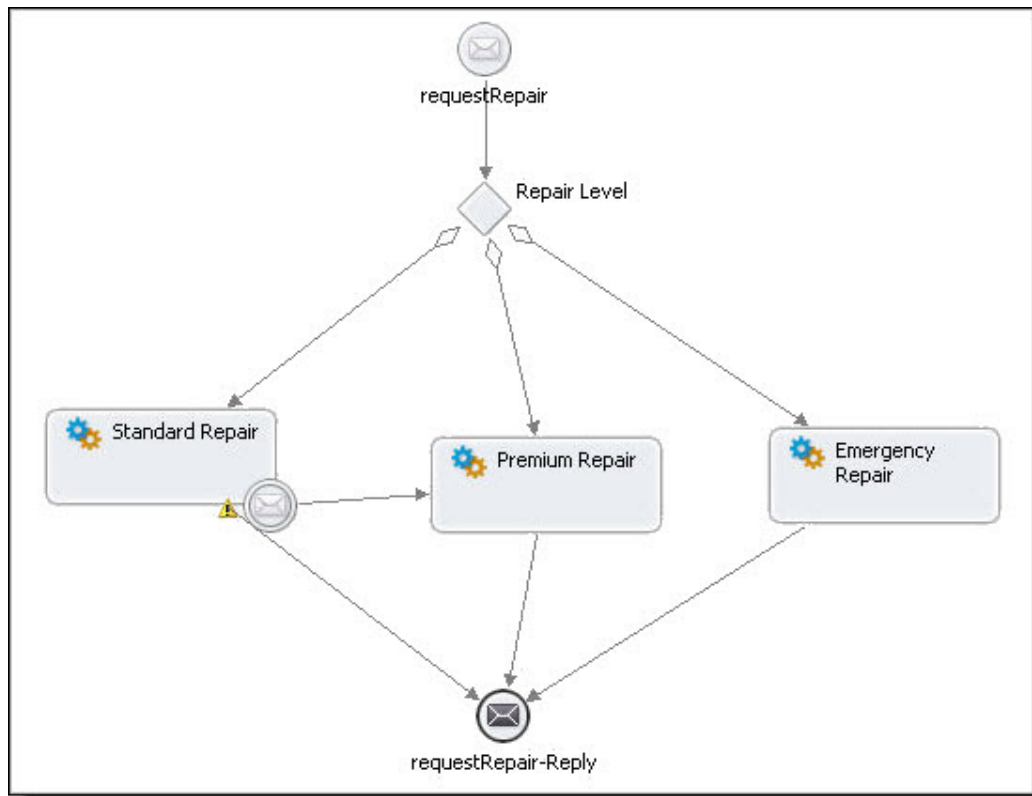 requestRepair
Repair Level
Standard Repair
Premium Repair
Emergency
Repair
requestRepair-Reply